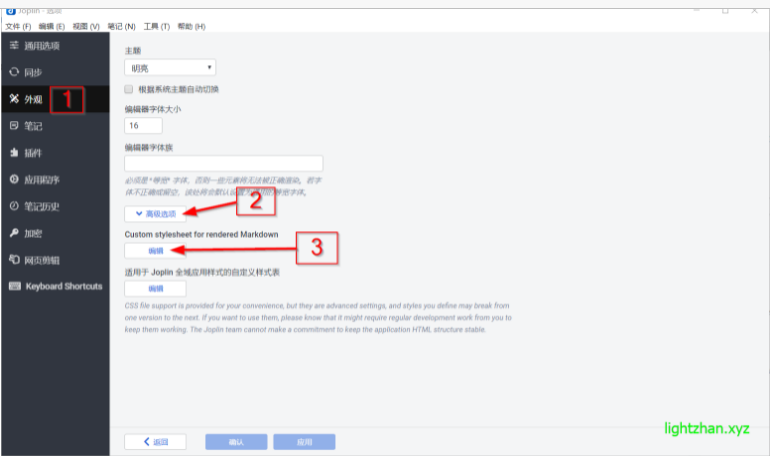 Joplin - 选项
文件 (F) 编辑 (E) 视图 (V) 笔记 (N) 工具 (T) 帮助 (H)
通用选项
同步
外观
1
笔记
插件
应用程序
笔记历史
加密
网页剪辑
Keyboard Shortcuts
主题
明亮
根据系统主题自动切换
编辑器字体大小
16
编辑器字体族
必须是*等宽* 字体，否则一些元素将无法被正确渲染。若字
体不正确或留空，该处将会默认设置为通用的等宽字体。
2
高级选项
Custom stylesheet for rendered Markdown
编辑
3
适用于 Joplin 全域应用样式的自定义样式表
编辑
CSS file support is provided for your convenience, but they are advanced settings, and styles you define may break from
one version to the next. If you want to use them, please know that it might require regular development work from you to
keep them working. The Joplin team cannot make a commitment to keep the application HTML structure stable.
返回
确认
应用
lightzhan.xyz